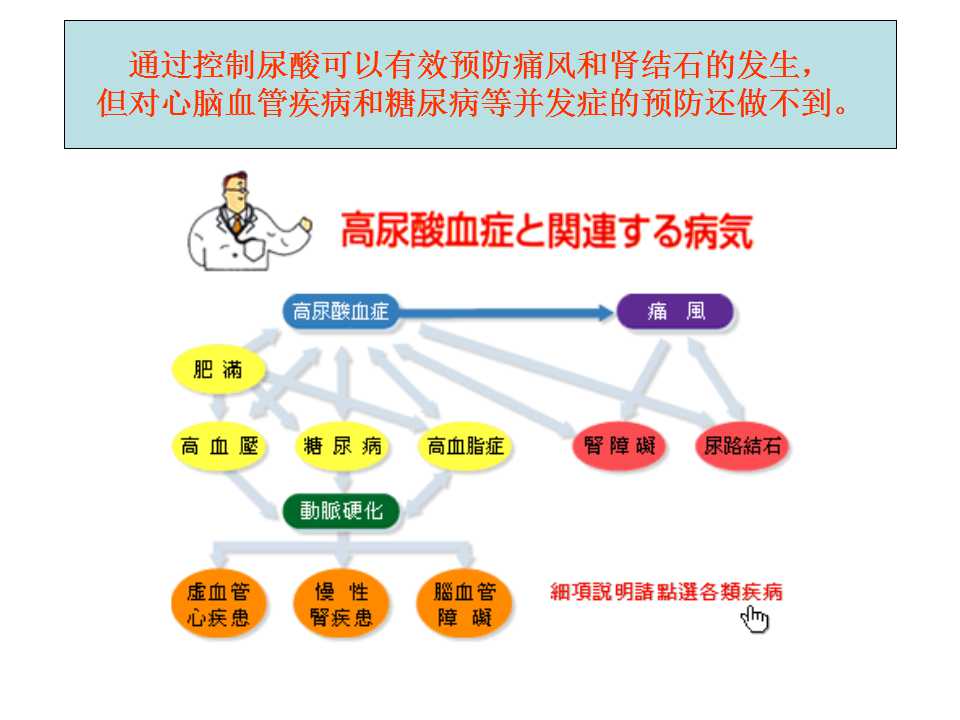 通过控制尿酸可以有效预防痛风和肾结石的发生，
但对心脑血管疾病和糖尿病等并发症的预防还做不到。
高尿酸血症と関連する病気
高尿酸血症
痛 風
肥 滿
高 血 壓
糖 尿 病
高血脂症
腎 障 礙
尿路結石
動脈硬化
虛血管
心疾患
慢 性
腎疾患
腦血管
障 礙
細項說明請點選各類疾病